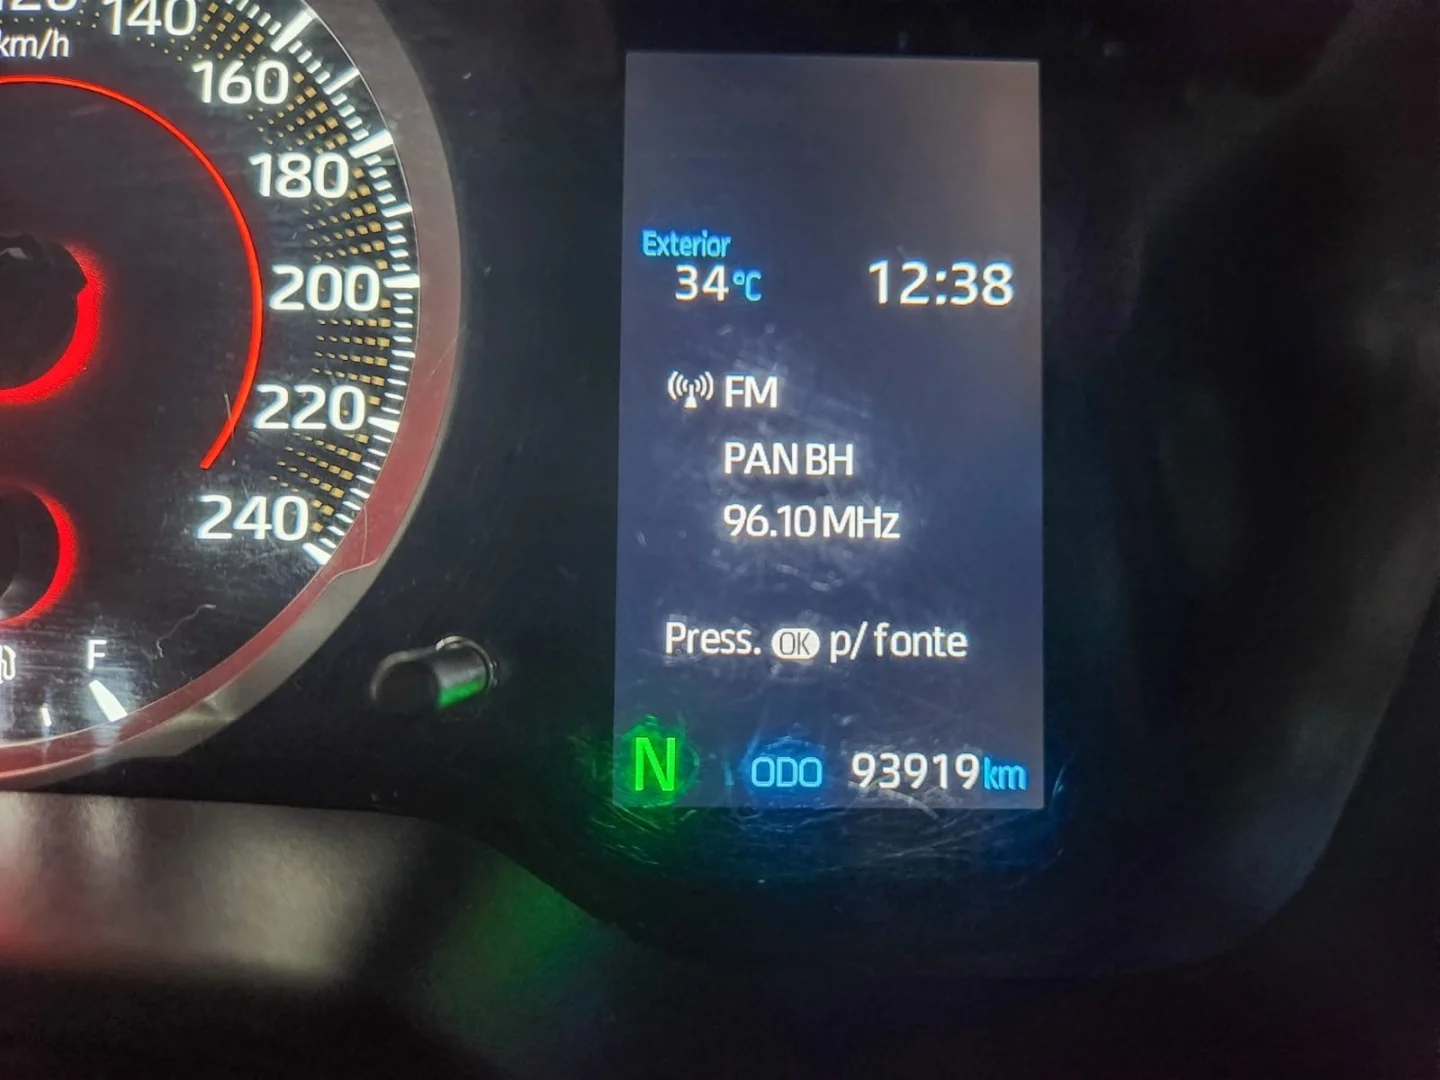 140
km/h
160
180
200
220
240
F
Exterior
34°C 12:38
FM
PAN BH
96.10 MHz
Press. OK p/ fonte
N ODO 93919 km